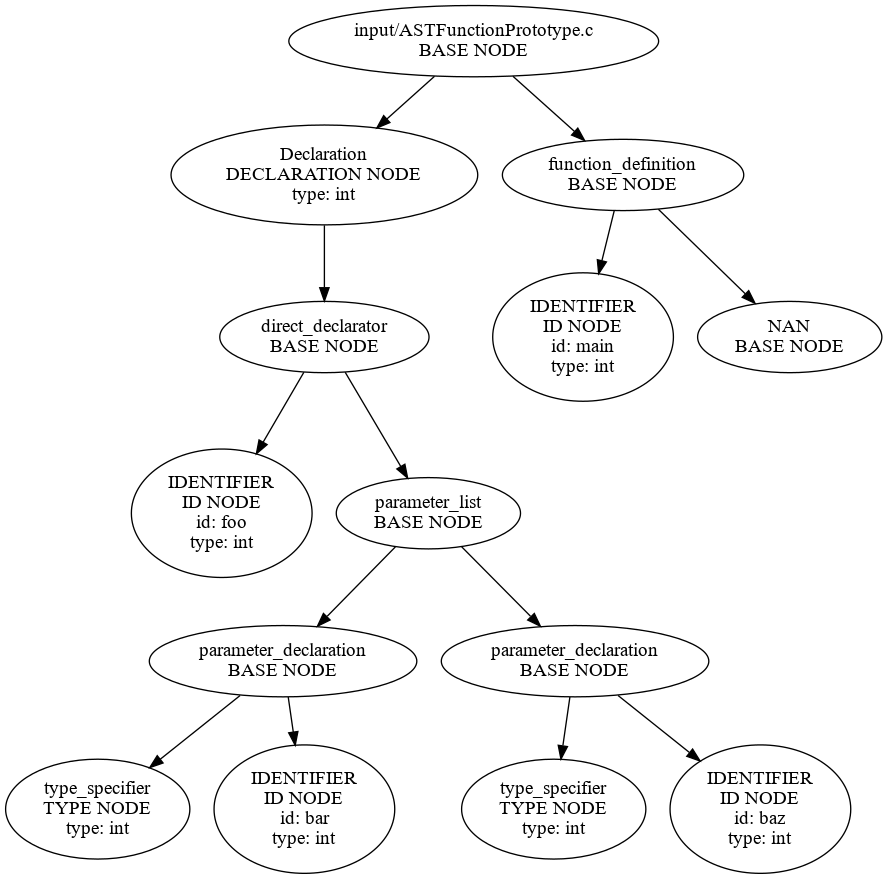 input/ASTFunctionPrototype.c
BASE NODE
Declaration
DECLARATION NODE
type: int
function_definition
BASE NODE
direct_declarator
BASE NODE
IDENTIFIER
ID NODE
id: main
type: int
NAN
BASE NODE
IDENTIFIER
ID NODE
id: foo
type: int
parameter_list
BASE NODE
parameter_declaration
BASE NODE
parameter_declaration
BASE NODE
type_specifier
TYPE NODE
type: int
IDENTIFIER
ID NODE
id: bar
type: int
type_specifier
TYPE NODE
type: int
IDENTIFIER
ID NODE
id: baz
type: int